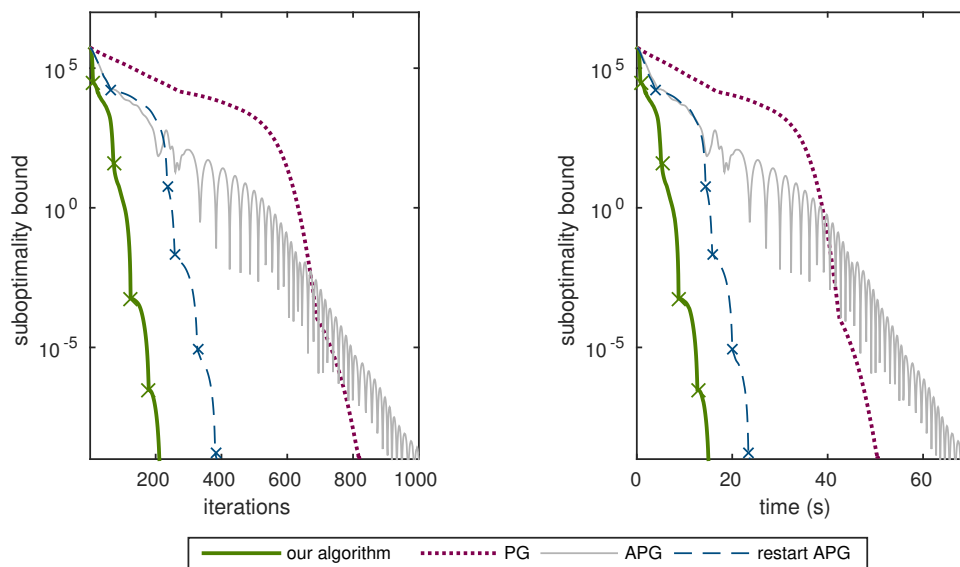 suboptimality bound
10^5
10^0
10^-5
200 400 600 800 1000
iterations
suboptimality bound
10^5
10^0
10^-5
0 20 40 60
time (s)
our algorithm PG APG restart APG